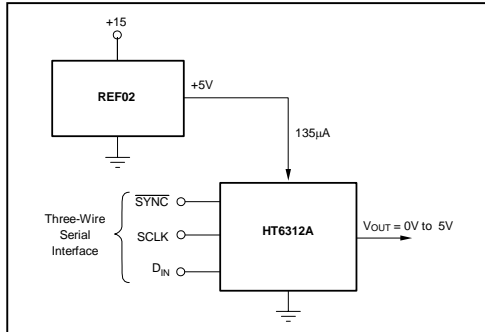 +15
REF02
+5V
135μA
SYNC
Three-Wire
Serial
Interface
SCLK
DIN
HT6312A
VOUT = 0V to 5V